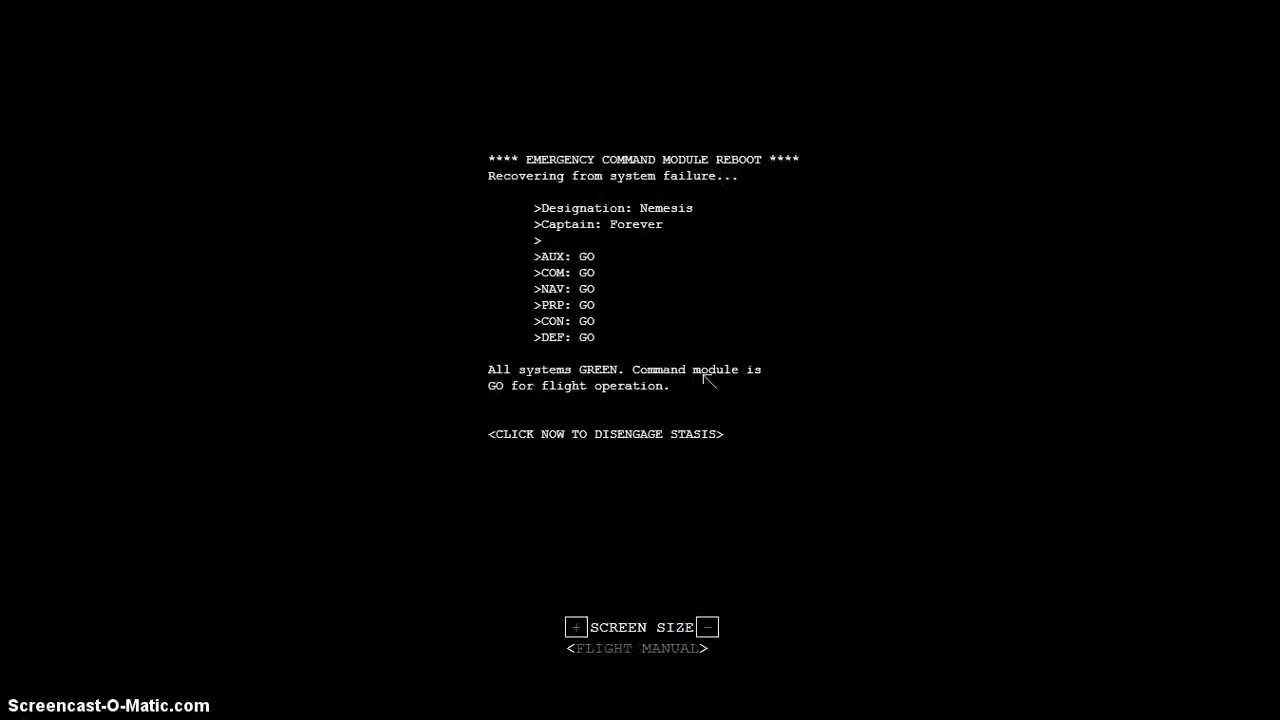 **** EMERGENCY COMMAND MODULE REBOOT ****
Recovering from system failure...
>Designation: Nemesis
>Captain: Forever
>
>AUX: GO
>COM: GO
>NAV: GO
>PRP: GO
>CON: GO
>DEF: GO
All systems GREEN. Command module is
GO for flight operation.
<CLICK NOW TO DISENGAGE STASIS>
+ SCREEN SIZE -
<FLIGHT MANUAL>
Screencast-O-Matic.com